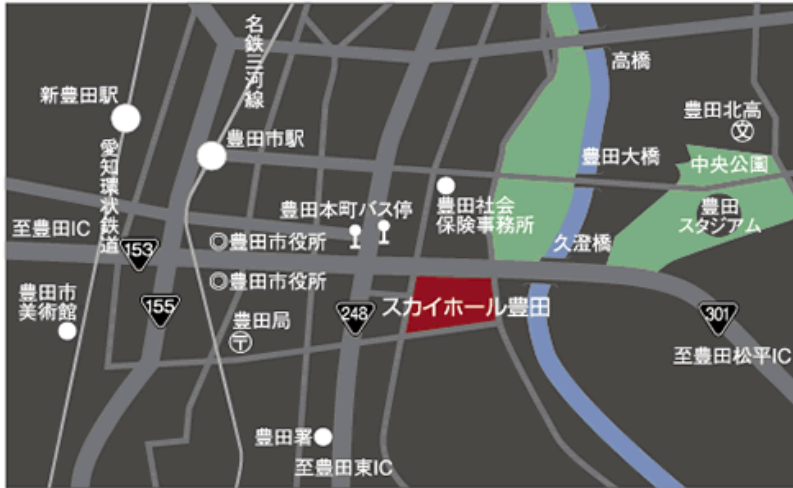 名鉄三河線
高橋
新豊田駅
豊田北高
文
豊田市駅
愛知環状鉄道
豊田大橋
中央公園
豊田本町バス停
豊田社会
保険事務所
豊田
スタジアム
至豊田IC
153
◎豊田市役所
久澄橋
◎豊田市役所
豊田市
美術館
155
豊田局
〒
248
スカイホール豊田
301
至豊田松平IC
豊田署
至豊田東IC